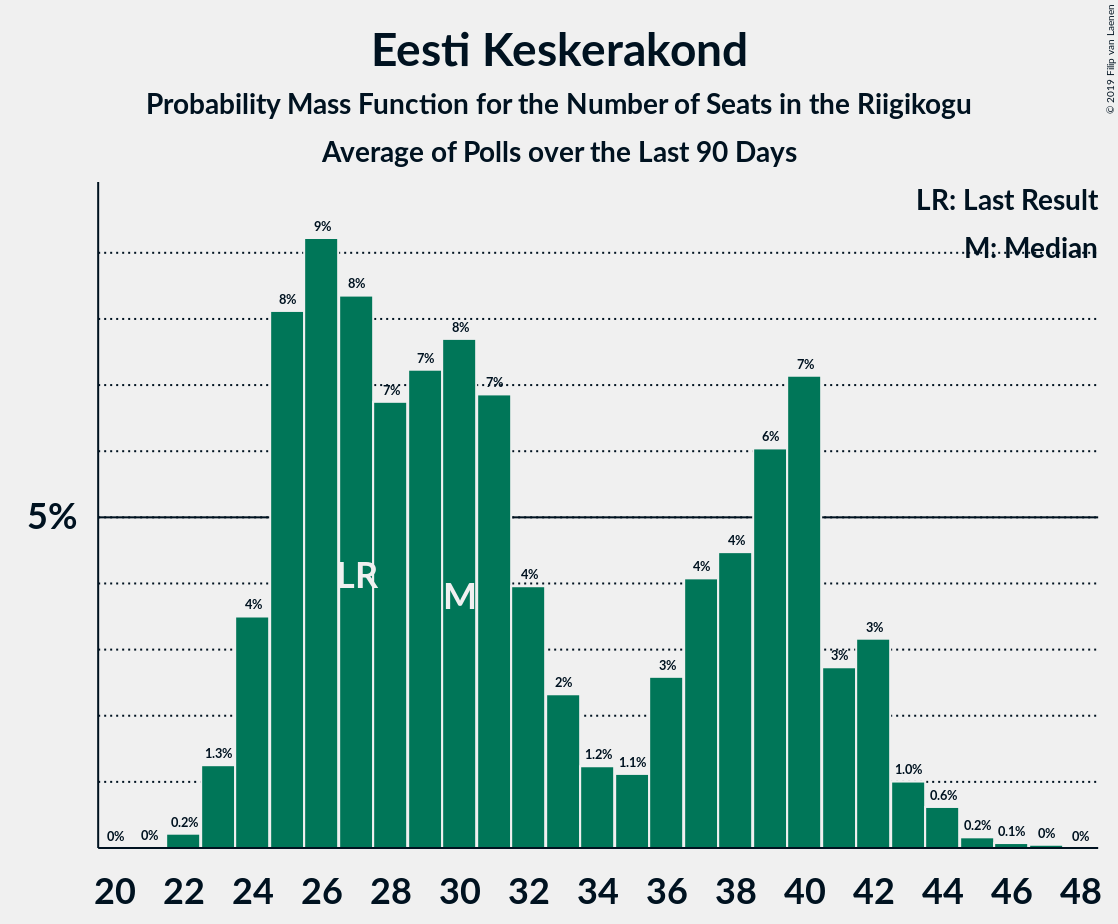 Eesti Keskerakond
Probability Mass Function for the Number of Seats in the Riigikogu
Average of Polls over the Last 90 Days
© 2019 Filip van Laenen
LR: Last Result
M: Median
5%
0% 0% 0.2% 1.3% 4% 8% 9% 8% 7% 7% 8% 7% 4% 2% 1.2% 1.1% 3% 4% 4% 6% 7% 3% 3% 1.0% 0.6% 0.2% 0.1% 0% 0%
LR M
20 22 24 26 28 30 32 34 36 38 40 42 44 46 48